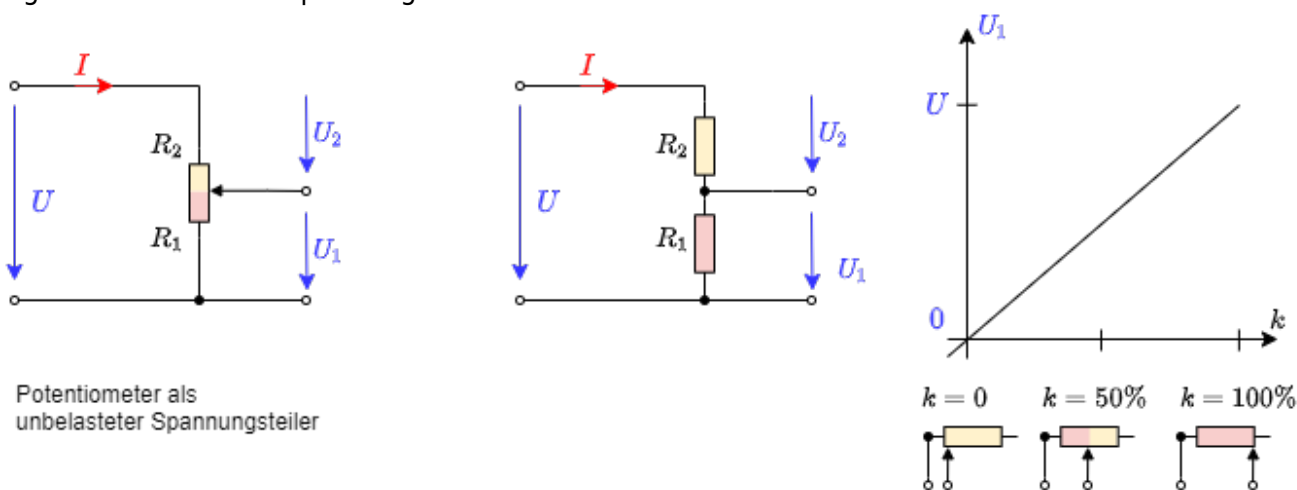 I
U
R₂
R₁
U₂
U₁
I
U
R₂
R₁
U₂
U₁
U₁
U
0
k
Potentiometer als
unbelasteter Spannungsteiler
k = 0 k = 50% k = 100%